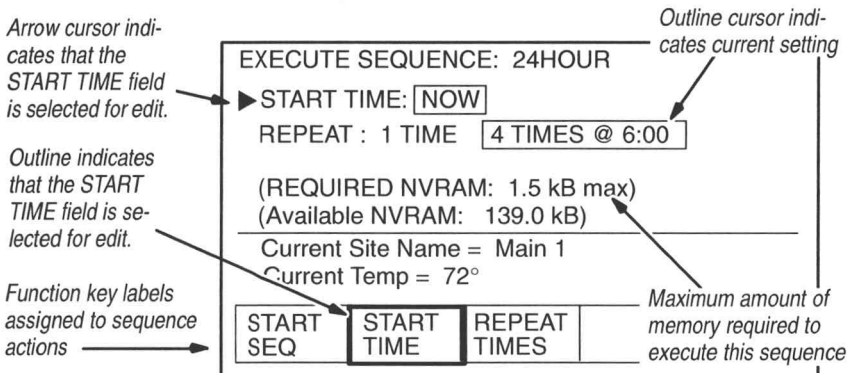 Arrow cursor indi-
cates that the
START TIME field
is selected for edit.
Outline cursor indi-
cates current setting
EXECUTE SEQUENCE: 24HOUR
START TIME: NOW
REPEAT : 1 TIME 4 TIMES @ 6:00
Outline indicates
that the START
TIME field is se-
lected for edit.
(REQUIRED NVRAM: 1.5 kB max)
(Available NVRAM: 139.0 kB)
Current Site Name = Main 1
Current Temp = 72°
Function key labels
assigned to sequence
actions
START SEQ
START TIME
REPEAT TIMES
Maximum amount of
memory required to
execute this sequence